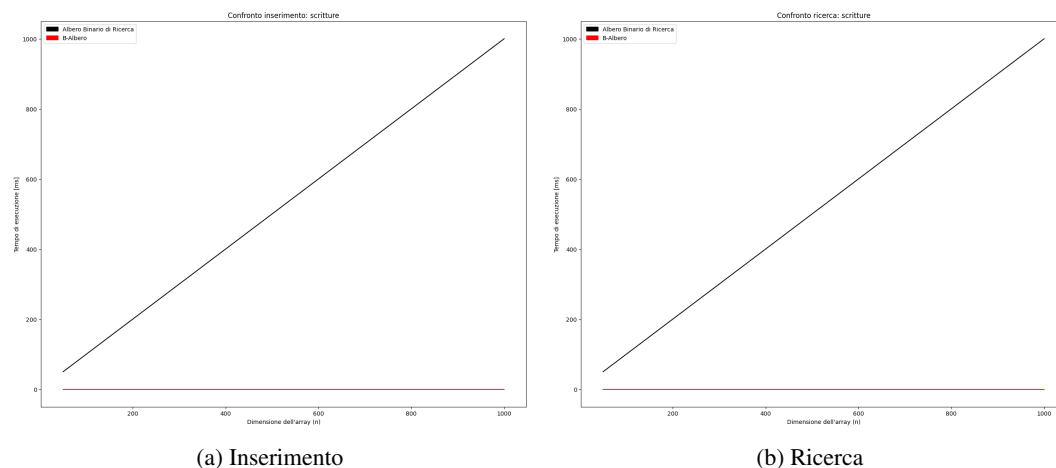 Confronto inserimento: scritture
Albero Binario di Ricerca
B-Albero
Tempo di esecuzione [ms]
1000
800
600
400
200
0
200
400
600
800
1000
Dimensione dell'array (n)
(a) Inserimento
Confronto ricerca: scritture
Albero Binario di Ricerca
B-Albero
Tempo di esecuzione [ms]
1000
800
600
400
200
0
200
400
600
800
1000
Dimensione dell'array (n)
(b) Ricerca